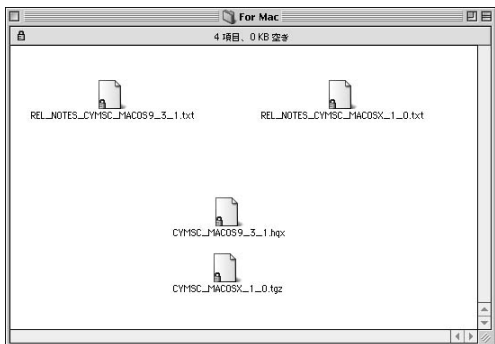 For Mac
4 項目、0 KB 空き
REL_NOTES_CYMSC_MACOS9_3_1.txt
REL_NOTES_CYMSC_MACOSX_1_0.txt
CYMSC_MACOS9_3_1.hqx
CYMSC_MACOSX_1_0.tgz